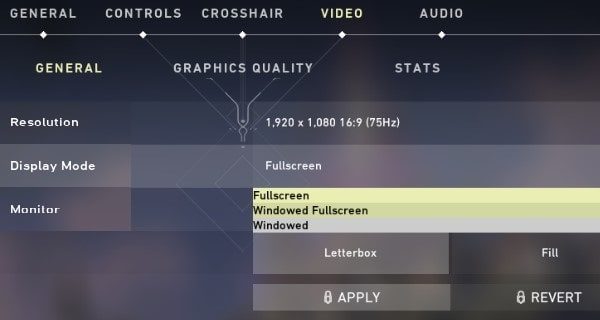 GENERAL CONTROLS CROSSHAIR VIDEO AUDIO
GENERAL GRAPHICS QUALITY STATS
Resolution 1,920 x 1,080 16:9 (75Hz)
Display Mode Fullscreen
Fullscreen
Monitor Windowed Fullscreen
Windowed
Letterbox Fill
APPLY REVERT